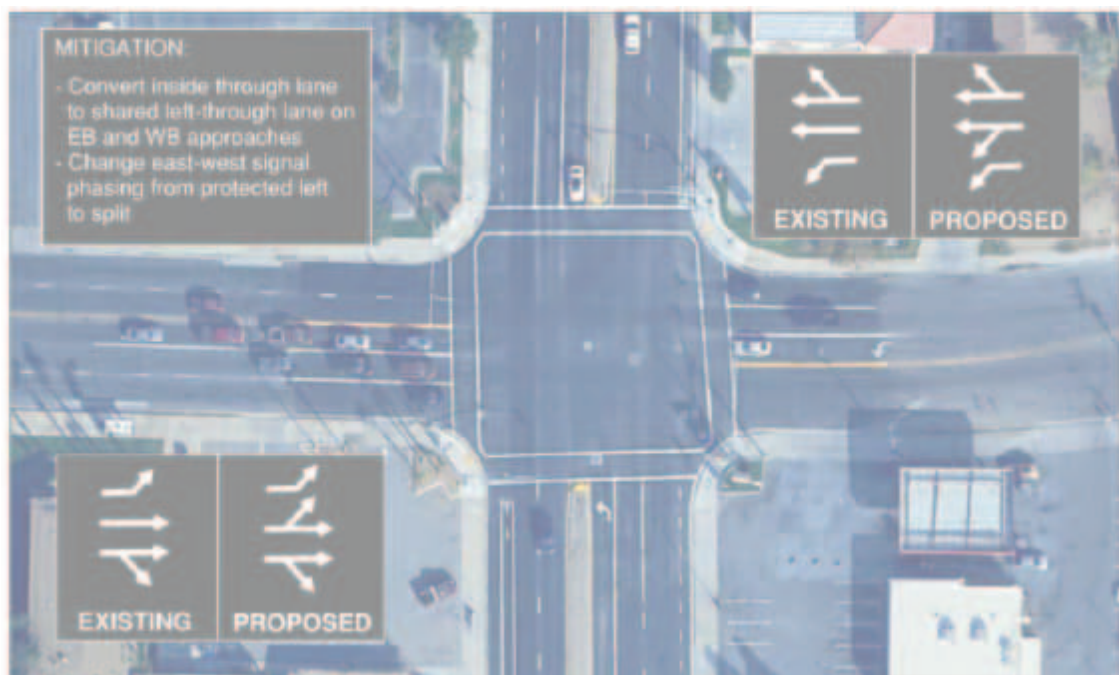 MITIGATION:
- Convert inside through lane
to shared left-through lane on
EB and WB approaches
- Change east-west signal
phasing from protected left
to split
EXISTING
PROPOSED
EXISTING
PROPOSED